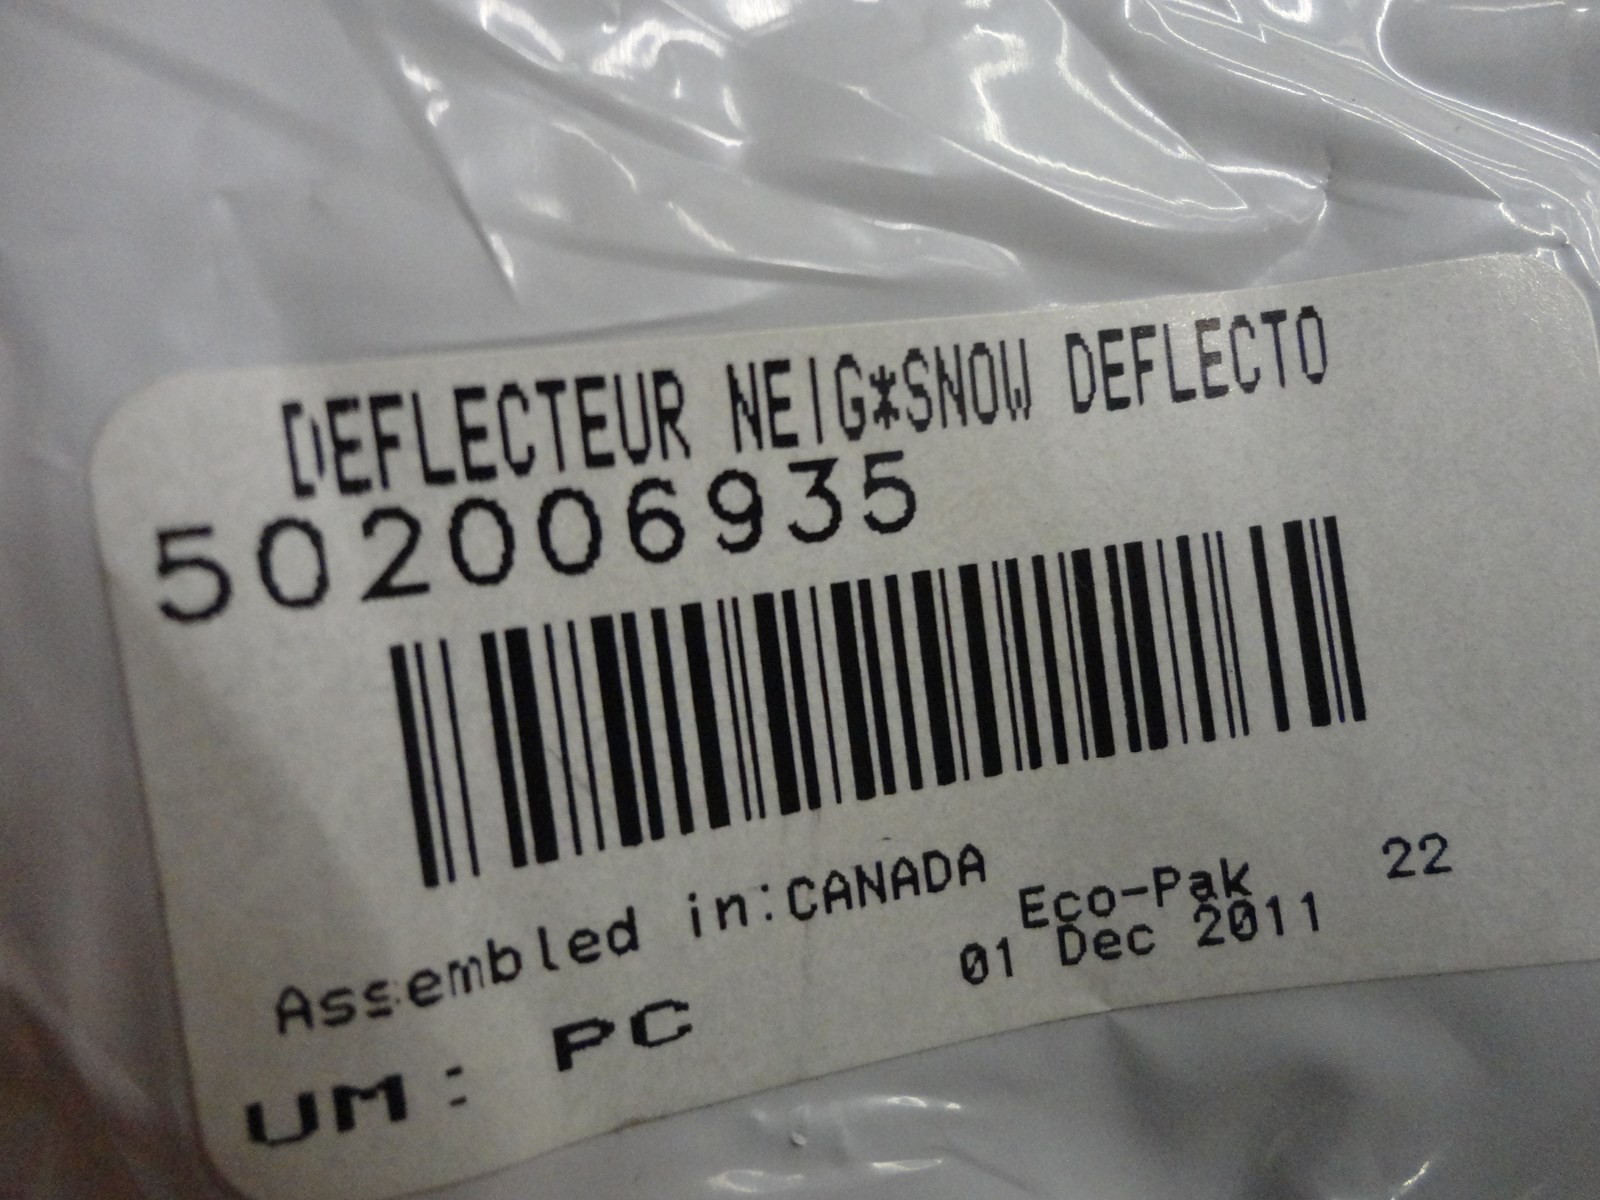 DEFLECTEUR NEIG*SNOW DEFLECTO
502006935
Assembled in:CANADA
Eco-Pak 22
01 Dec 2011
UM: PC